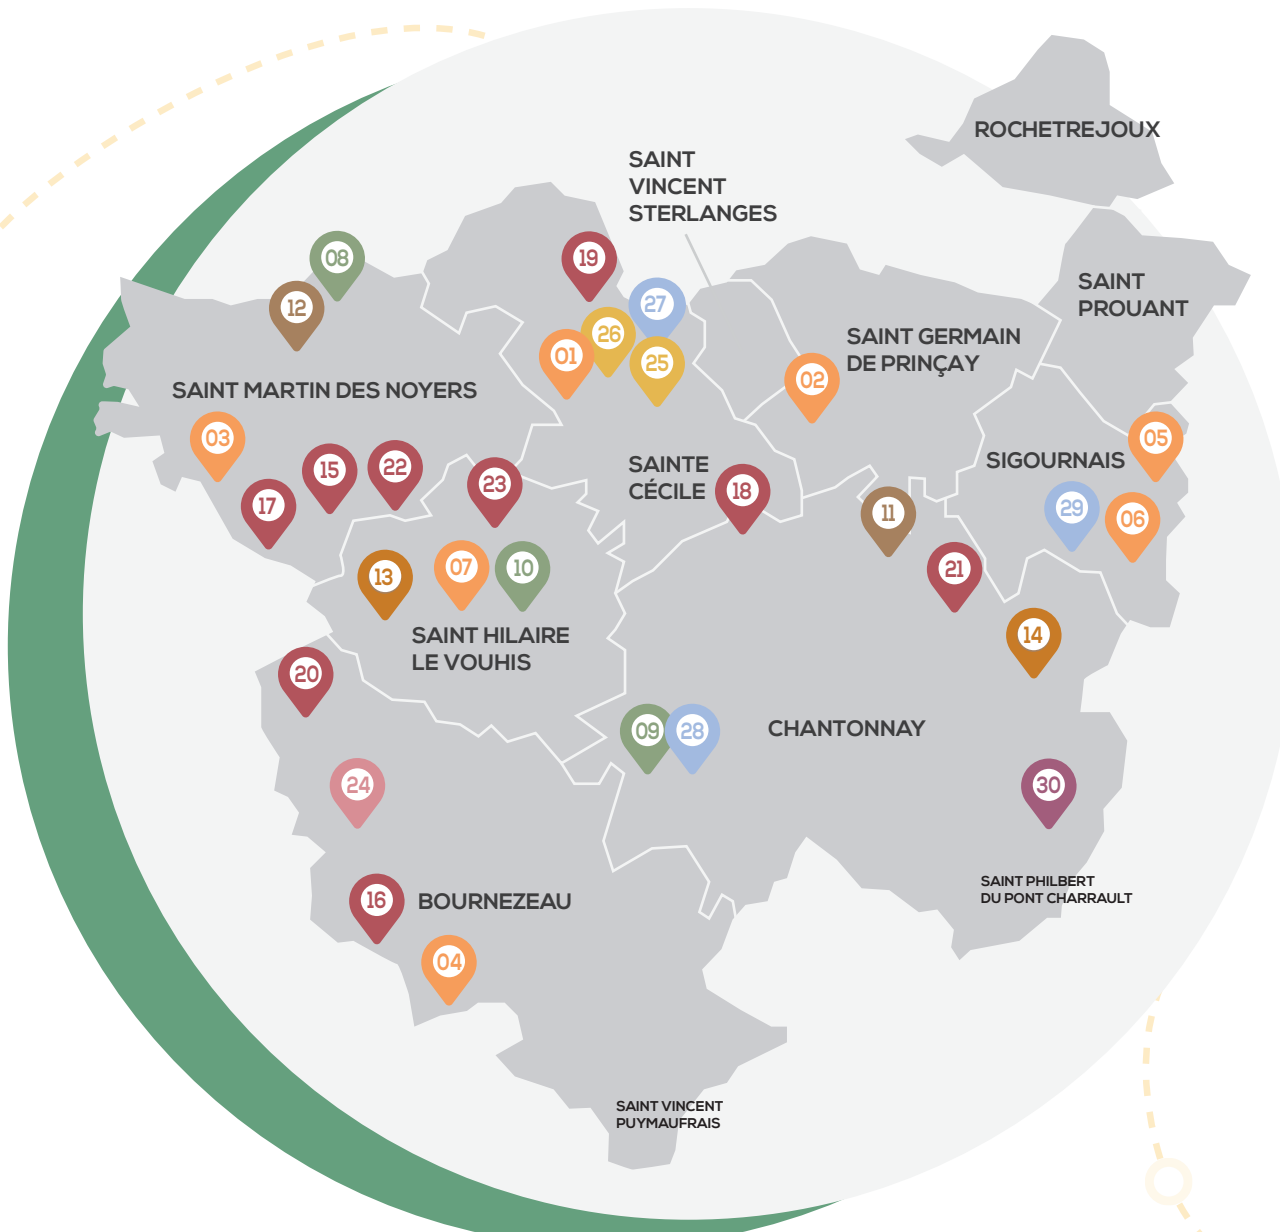 ROCHETREJOUX
SAINT
VINCENT
STERLANGES
19
08
27
12
SAINT
PROUANT
26
01
25
SAINT GERMAIN
DE PRINÇAY
02
SAINT MARTIN DES NOYERS
03
05
15
22
SAINTE
CÉCILE
SIGOURNAIS
23
18
17
11
29
06
13
07
10
21
SAINT HILAIRE
LE VOUHIS
14
20
09
28
CHANTONNAY
24
30
SAINT PHILBERT
DU PONT CHARRAULT
16
BOURNEZEAU
04
SAINT VINCENT
PUYMAUFRAIS